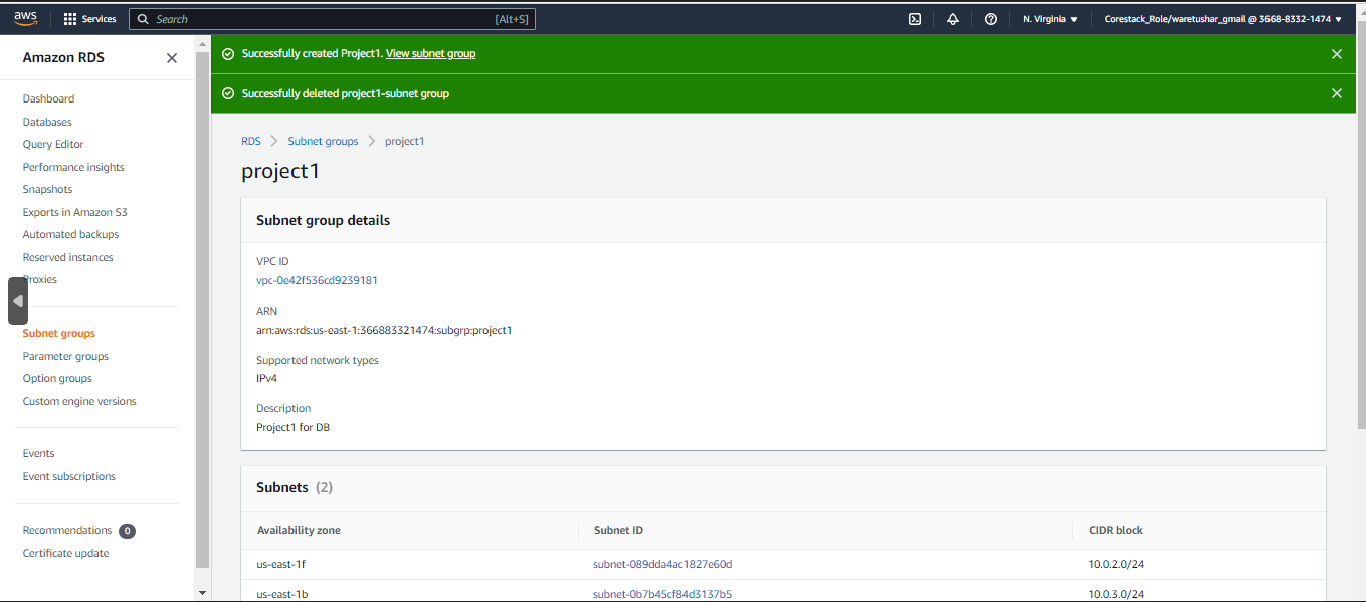 aws Services Search [Alt+S] N. Virginia Corestack_Role/waretushar_gmail @ 3668-8332-1474
Amazon RDS
Dashboard
Databases
Query Editor
Performance insights
Snapshots
Exports in Amazon S3
Automated backups
Reserved instances
Proxies
Subnet groups
Parameter groups
Option groups
Custom engine versions
Events
Event subscriptions
Recommendations 0
Certificate update
Successfully created Project1. View subnet group
Successfully deleted project1-subnet group
RDS Subnet groups project1
project1
Subnet group details
VPC ID
vpc-0e42f536cd9239181
ARN
arn:aws:rds:us-east-1:366883321474:subgrp:project1
Supported network types
IPv4
Description
Project1 for DB
Subnets (2)
Availability zone Subnet ID CIDR block
us-east-1f subnet-089dda4ac1827e60d 10.0.2.0/24
us-east-1b subnet-0b7b45cf84d3137b5 10.0.3.0/24